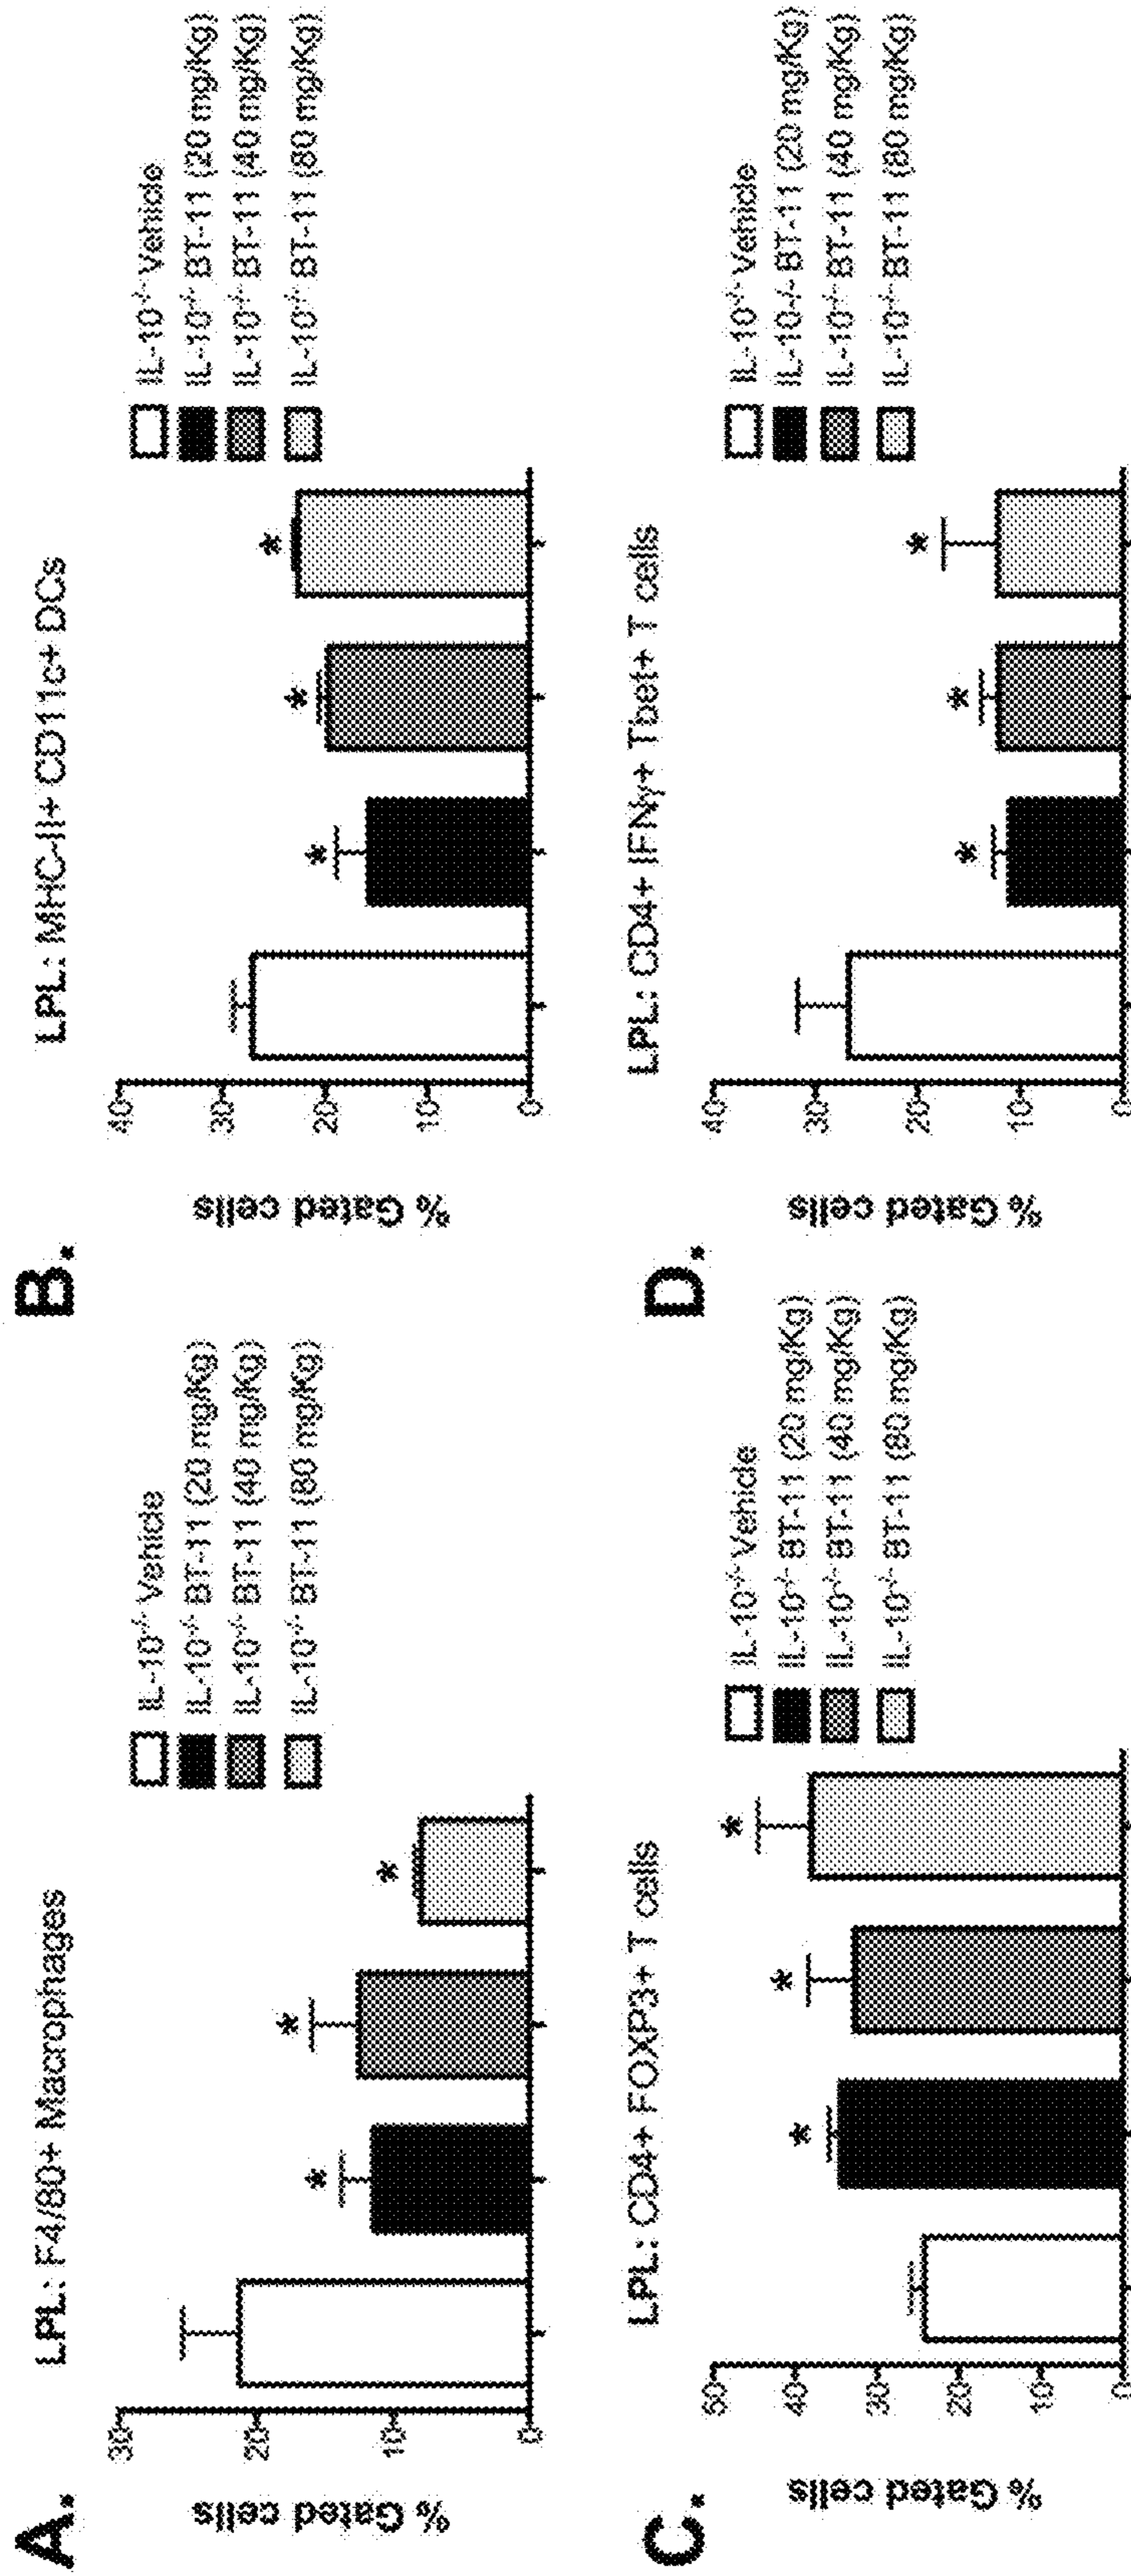 A.
LPL: F4/80+ Macrophages
% Gated cells
30
20
10
0
IL-10-/- Vehicle
IL-10-/- BT-11 (20 mg/Kg)
IL-10-/- BT-11 (40 mg/Kg)
IL-10-/- BT-11 (80 mg/Kg)
*
*
*
B.
LPL: MHC-II+ CD11c+ DCs
% Gated cells
40
30
20
10
0
IL-10-/- Vehicle
IL-10-/- BT-11 (20 mg/Kg)
IL-10-/- BT-11 (40 mg/Kg)
IL-10-/- BT-11 (80 mg/Kg)
*
*
*
C.
LPL: CD4+ FOXP3+ T cells
% Gated cells
50
40
30
20
10
0
IL-10-/- Vehicle
IL-10-/- BT-11 (20 mg/Kg)
IL-10-/- BT-11 (40 mg/Kg)
IL-10-/- BT-11 (80 mg/Kg)
*
*
*
D.
LPL: CD4+ IFNγ+ Tbet+ T cells
% Gated cells
40
30
20
10
0
IL-10-/- Vehicle
IL-10-/- BT-11 (20 mg/Kg)
IL-10-/- BT-11 (40 mg/Kg)
IL-10-/- BT-11 (80 mg/Kg)
*
*
*